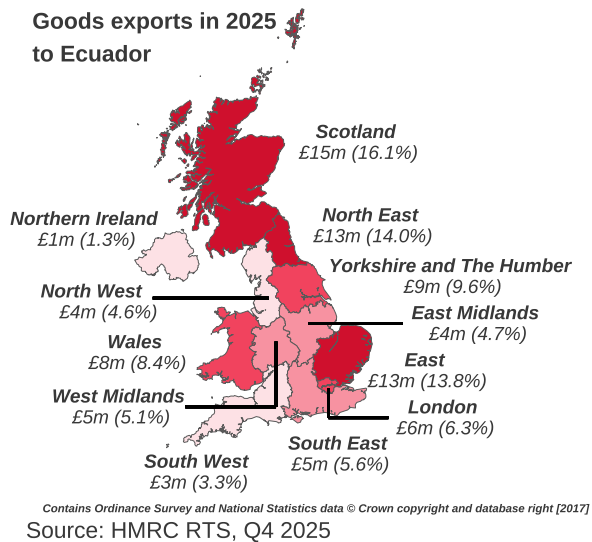 Goods exports in 2025
to Ecuador
Scotland
£15m (16.1%)
Northern Ireland
£1m (1.3%)
North East
£13m (14.0%)
Yorkshire and The Humber
£9m (9.6%)
North West
£4m (4.6%)
East Midlands
£4m (4.7%)
Wales
£8m (8.4%)
East
£13m (13.8%)
West Midlands
£5m (5.1%)
London
£6m (6.3%)
South East
£5m (5.6%)
South West
£3m (3.3%)
Contains Ordinance Survey and National Statistics data © Crown copyright and database right [2017]
Source: HMRC RTS, Q4 2025